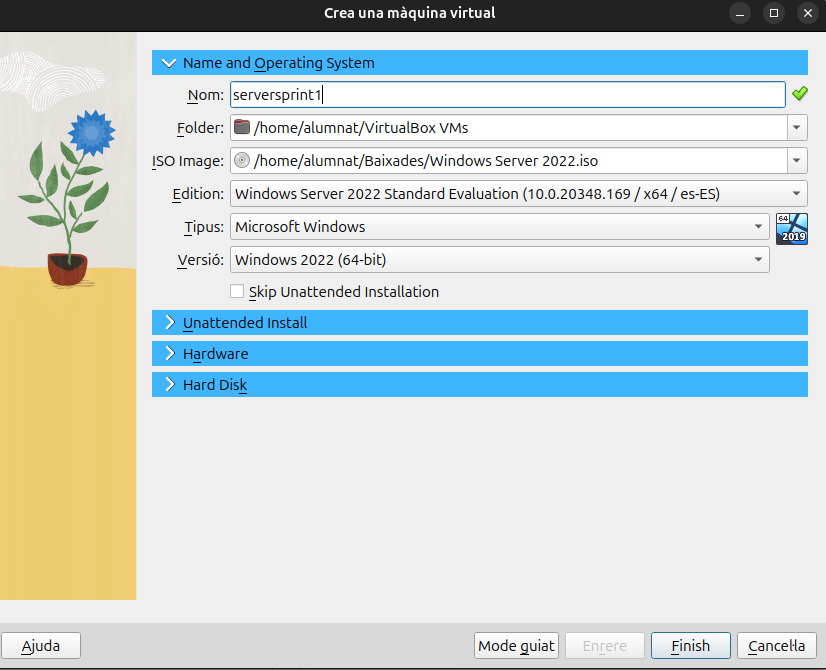 Crea una màquina virtual
Name and Operating System
Nom: serversprint1
Folder: /home/alumnat/VirtualBox VMs
ISO Image: /home/alumnat/Baixades/Windows Server 2022.iso
Edition: Windows Server 2022 Standard Evaluation (10.0.20348.169 / x64 / es-ES)
Tipus: Microsoft Windows
64
2019
Versió: Windows 2022 (64-bit)
Skip Unattended Installation
Unattended Install
Hardware
Hard Disk
Ajuda Mode guiat Enrere Finish Cancel·la